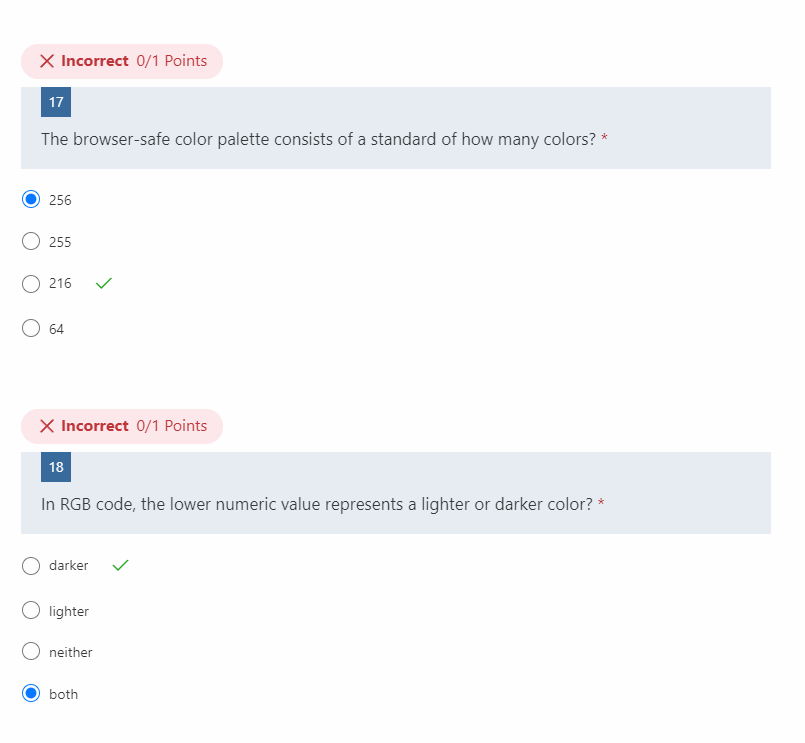 Incorrect 0/1 Points
17
The browser-safe color palette consists of a standard of how many colors? *
256
255
216
64
Incorrect 0/1 Points
18
In RGB code, the lower numeric value represents a lighter or darker color? *
darker
lighter
neither
both